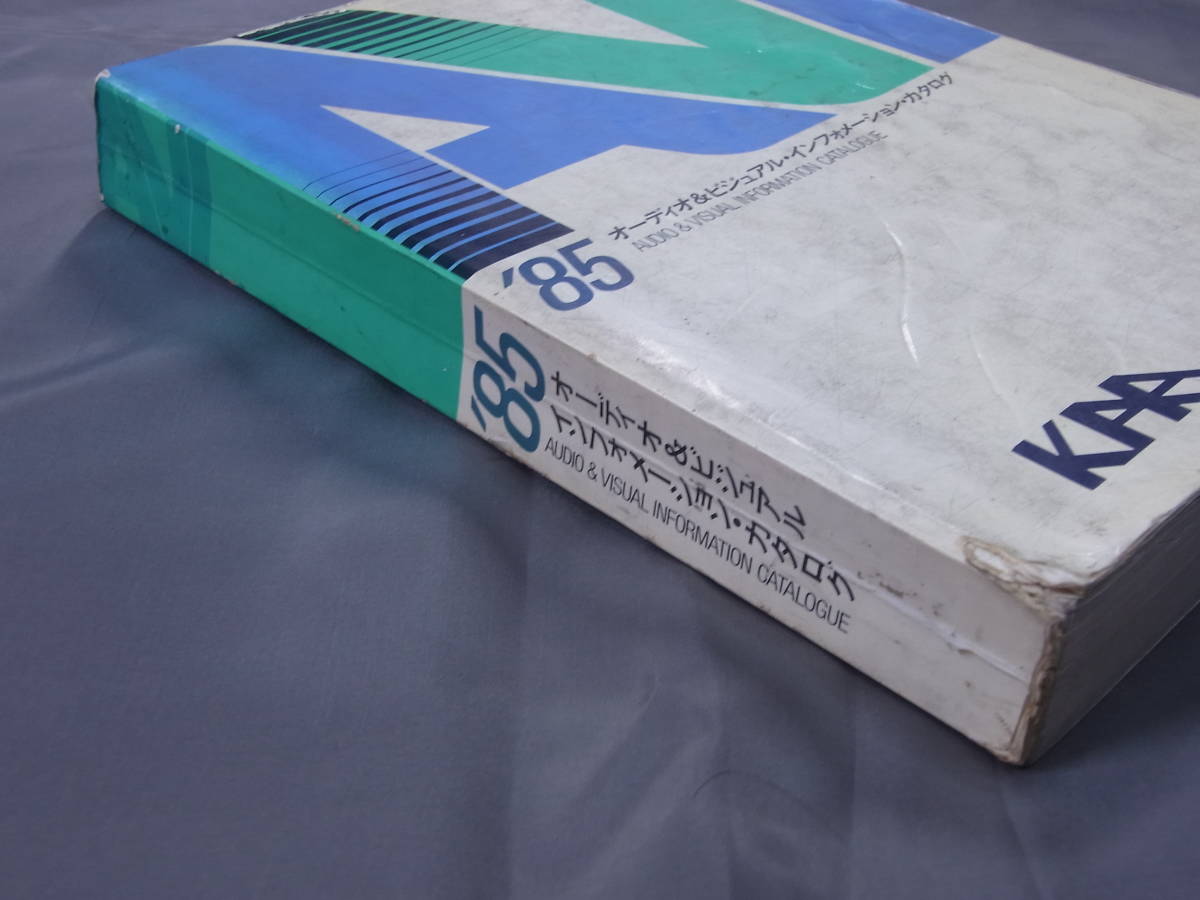 AV
'85
オーディオ&ビジュアル・インフォメーション・カタログ
AUDIO & VISUAL INFORMATION CATALOGUE
KAA
'85
オーディオ&ビジュアル
インフォメーション・カタログ
AUDIO & VISUAL INFORMATION CATALOGUE